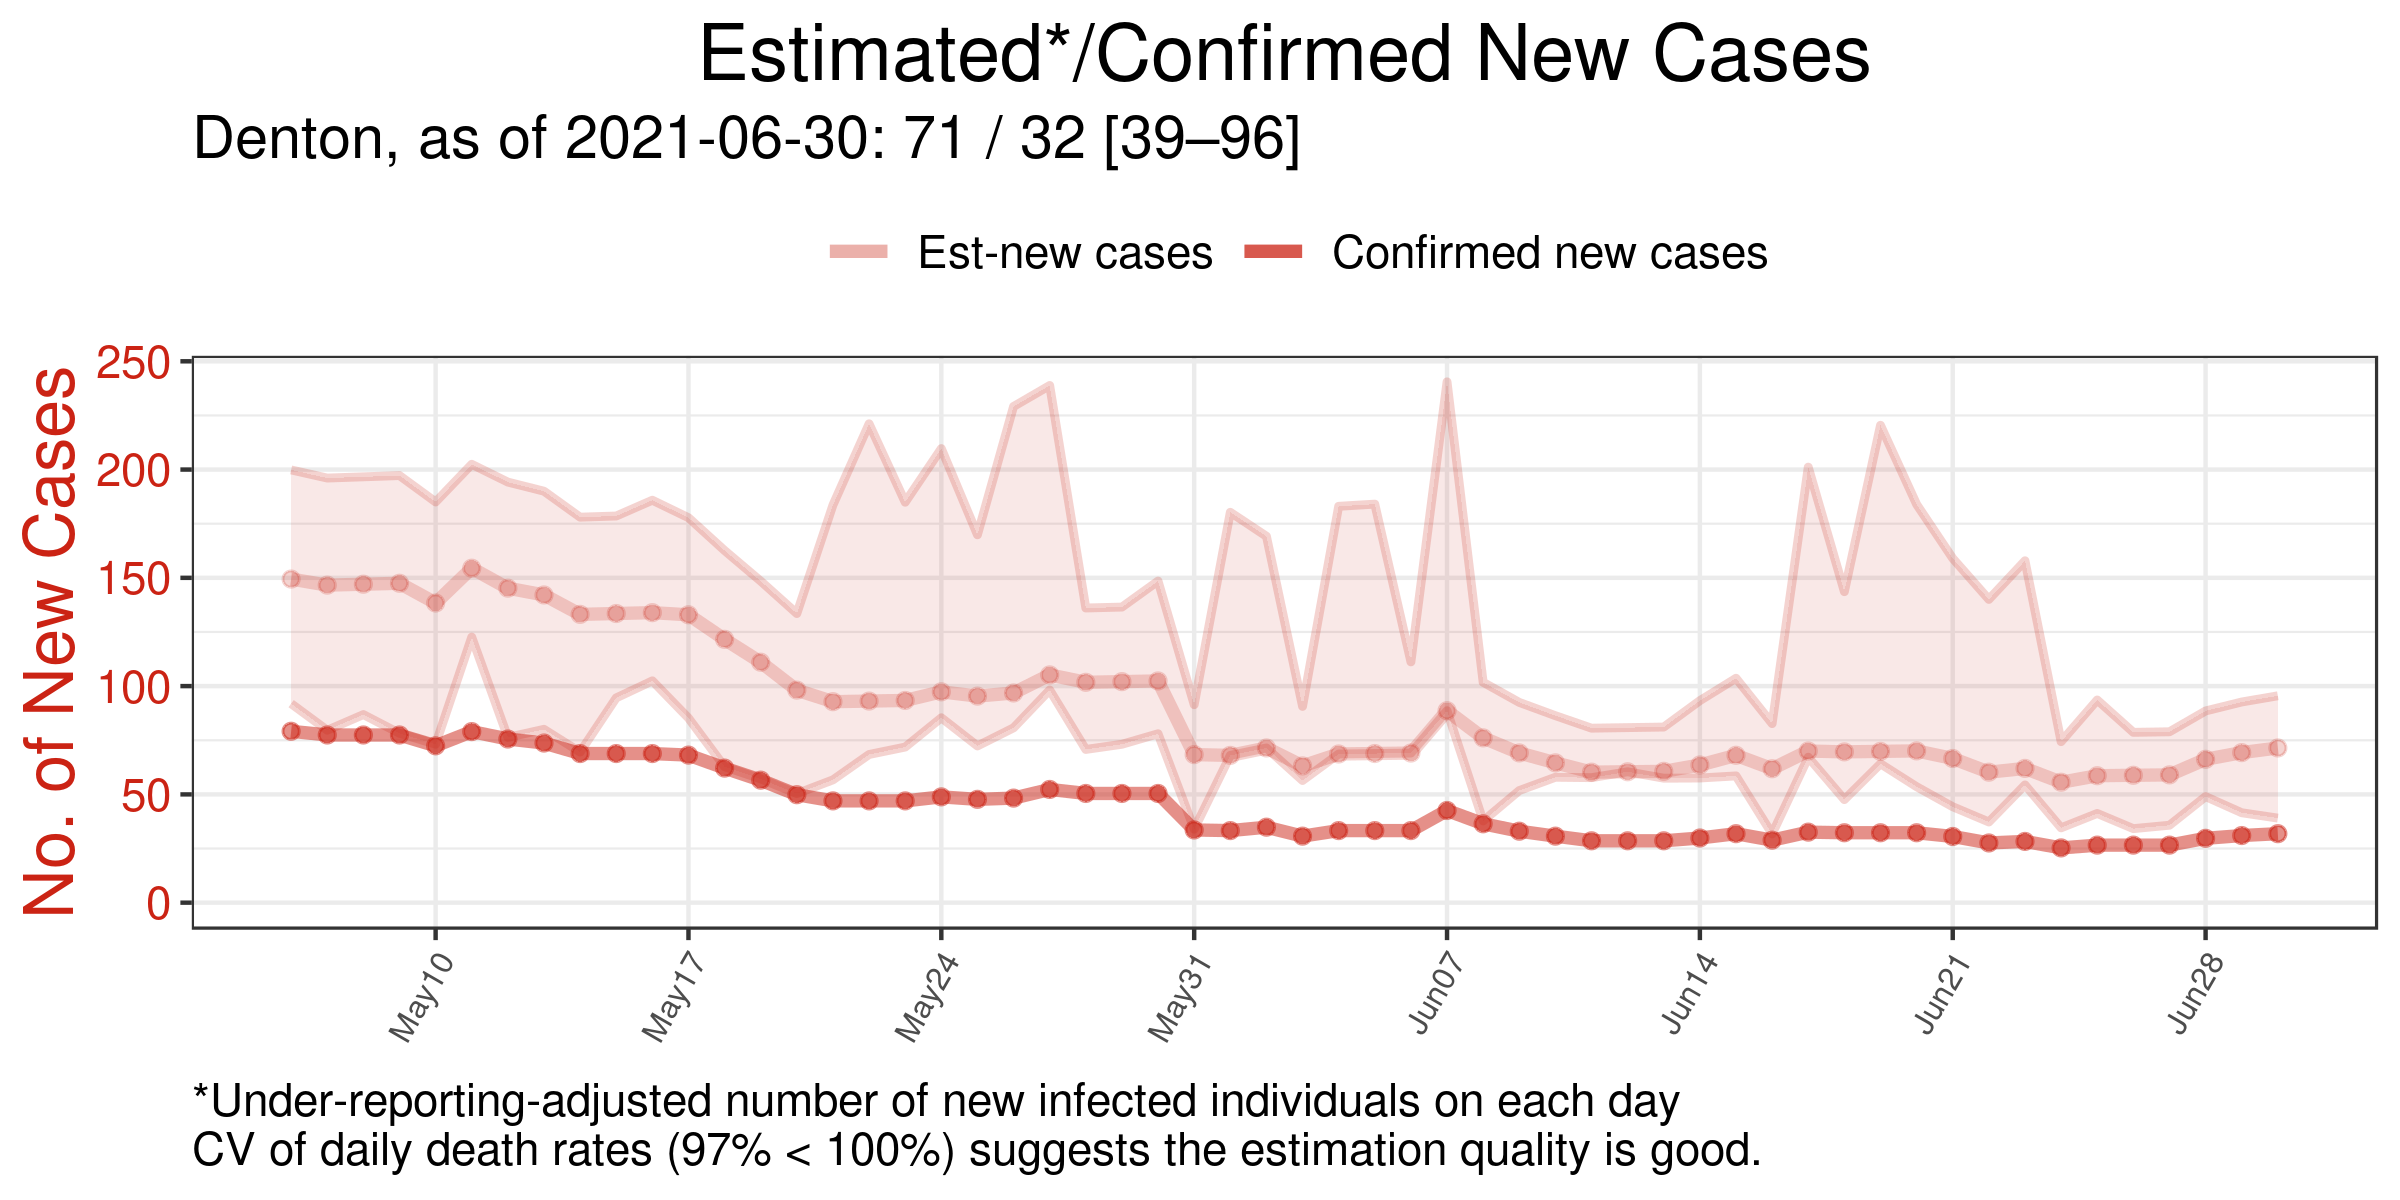 Estimated*/Confirmed New Cases
Denton, as of 2021-06-30: 71 / 32 [39–96]
Est-new cases
Confirmed new cases
No. of New Cases
250
200
150
100
50
0
May10
May17
May24
May31
Jun07
Jun14
Jun21
Jun28
*Under-reporting-adjusted number of new infected individuals on each day
CV of daily death rates (97% < 100%) suggests the estimation quality is good.